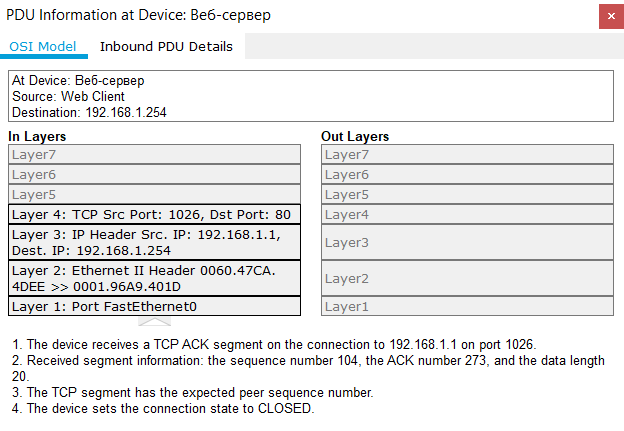 PDU Information at Device: Веб-сервер
OSI Model
Inbound PDU Details
At Device: Веб-сервер
Source: Web Client
Destination: 192.168.1.254
In Layers
Layer7
Layer6
Layer5
Layer 4: TCP Src Port: 1026, Dst Port: 80
Layer 3: IP Header Src. IP: 192.168.1.1,
Dest. IP: 192.168.1.254
Layer 2: Ethernet II Header 0060.47CA.
4DEE >> 0001.96A9.401D
Layer 1: Port FastEthernet0
Out Layers
Layer7
Layer6
Layer5
Layer4
Layer3
Layer2
Layer1
1. The device receives a TCP ACK segment on the connection to 192.168.1.1 on port 1026.
2. Received segment information: the sequence number 104, the ACK number 273, and the data length
20.
3. The TCP segment has the expected peer sequence number.
4. The device sets the connection state to CLOSED.